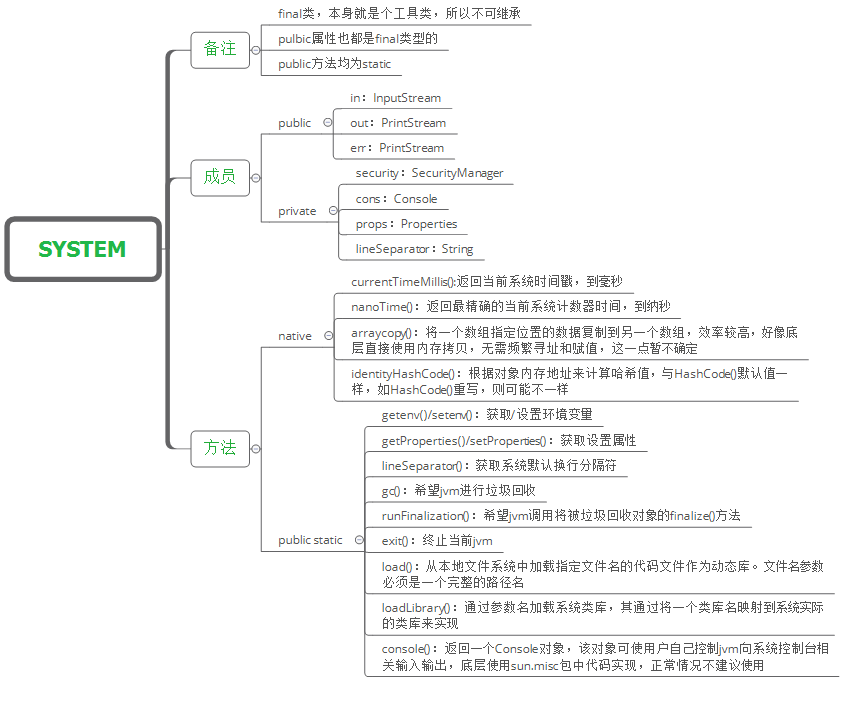 SYSTEM
备注
final类，本身就是个工具类，所以不可继承
pulbic属性也都是final类型的
public方法均为static
成员
public
in：InputStream
out：PrintStream
err：PrintStream
private
security：SecurityManager
cons：Console
props：Properties
lineSeparator：String
方法
native
currentTimeMillis():返回当前系统时间戳，到毫秒
nanoTime()：返回最精确的当前系统计数器时间，到纳秒
arraycopy()：将一个数组指定位置的数据复制到另一个数组，效率较高，好像底
层直接使用内存拷贝，无需频繁寻址和赋值，这一点暂不确定
identityHashCode()：根据对象内存地址来计算哈希值，与HashCode()默认值一
样，如HashCode()重写，则可能不一样
public static
getenv()/setenv()：获取/设置环境变量
getProperties()/setProperties()：获取设置属性
lineSeparator()：获取系统默认换行分隔符
gc()：希望jvm进行垃圾回收
runFinalization()：希望jvm调用将被垃圾回收对象的finalize()方法
exit()：终止当前jvm
load()：从本地文件系统中加载指定文件名的代码文件作为动态库。文件名参数
必须是一个完整的路径名
loadLibrary()：通过参数名加载系统类库，其通过将一个类库名映射到系统实际
的类库来实现
console()：返回一个Console对象，该对象可使用户自己控制jvm向系统控制台相
关输入输出，底层使用sun.misc包中代码实现，正常情况不建议使用